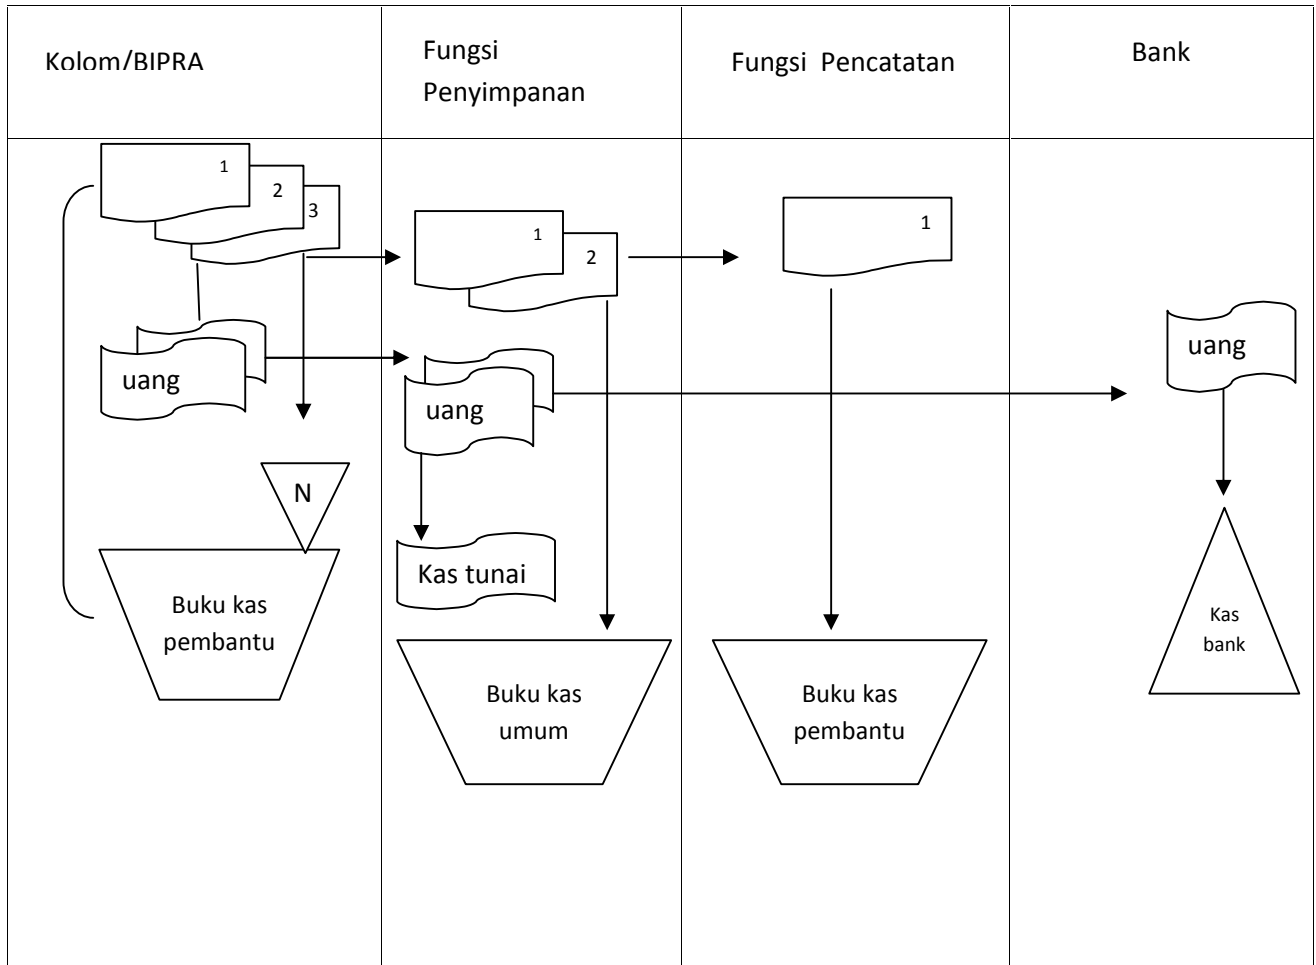 Kolom/BIPRA
Fungsi
Penyimpanan
Fungsi Pencatatan
Bank
1
2
3
uang
N
Buku kas
pembantu
1
2
uang
Kas tunai
Buku kas
umum
1
Buku kas
pembantu
uang
Kas
bank